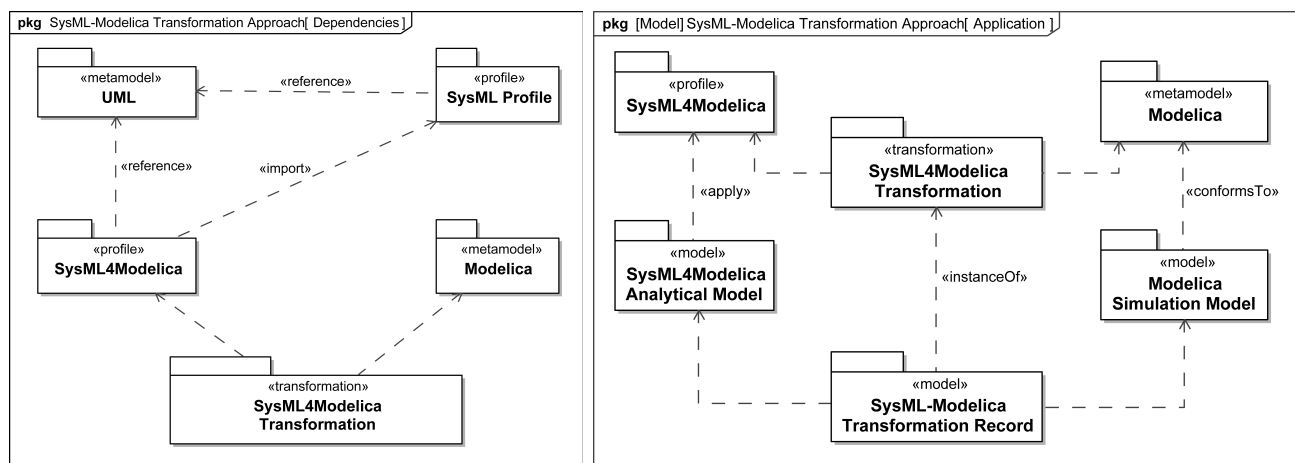 pkg SysML-Modelica Transformation Approach[ Dependencies ]
«metamodel»
UML
«reference»
«profile»
SysML Profile
«reference»
«import»
«profile»
SysML4Modelica
«metamodel»
Modelica
«transformation»
SysML4Modelica
Transformation
pkg [Model] SysML-Modelica Transformation Approach[ Application ]
«profile»
SysML4Modelica
«metamodel»
Modelica
«transformation»
SysML4Modelica
Transformation
«apply»
«conformsTo»
«model»
SysML4Modelica
Analytical Model
«instanceOf»
«model»
Modelica
Simulation Model
«model»
SysML-Modelica
Transformation Record